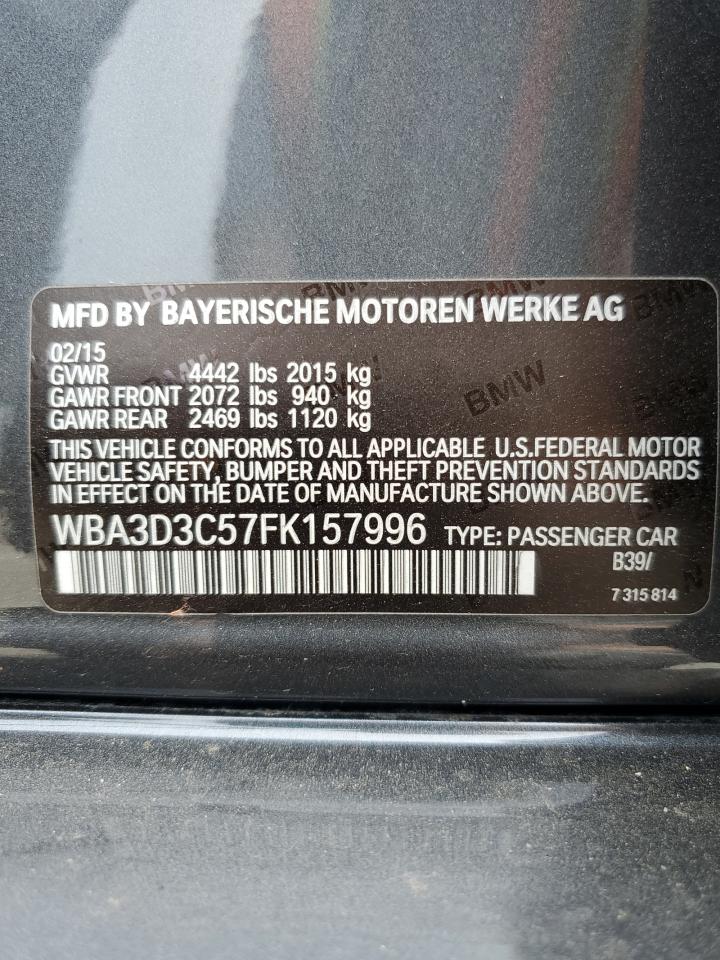 MFD BY BAYERISCHE MOTOREN WERKE AG
02/15
GVWR 4442 lbs 2015 kg
GAWR FRONT 2072 lbs 940 kg
GAWR REAR 2469 lbs 1120 kg
THIS VEHICLE CONFORMS TO ALL APPLICABLE U.S.FEDERAL MOTOR
VEHICLE SAFETY, BUMPER AND THEFT PREVENTION STANDARDS
IN EFFECT ON THE DATE OF MANUFACTURE SHOWN ABOVE.
WBA3D3C57FK157996 TYPE: PASSENGER CAR
B39/
7 315 814
BMW
BMW
BMW